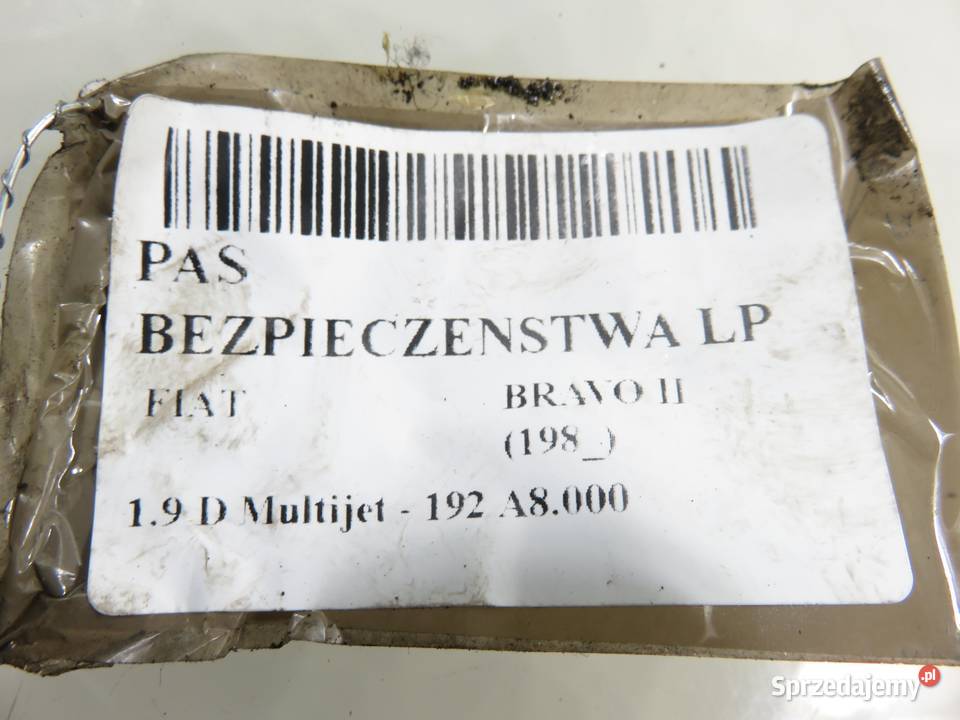 PAS
BEZPIECZENSTWA LP
FIAT BRAVO II
(198_)
1.9 D Multijet - 192 A8.000
Sprzedajemy.pl